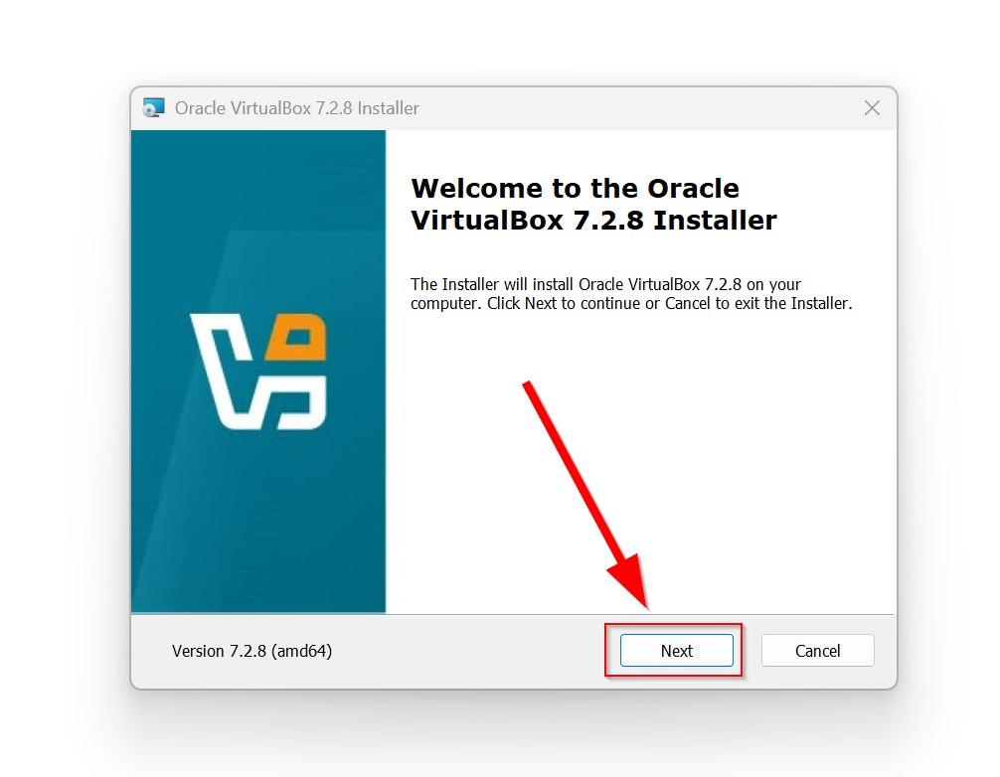 Oracle VirtualBox 7.2.8 Installer
Welcome to the Oracle
VirtualBox 7.2.8 Installer
The Installer will install Oracle VirtualBox 7.2.8 on your
computer. Click Next to continue or Cancel to exit the Installer.
Version 7.2.8 (amd64)
Next
Cancel